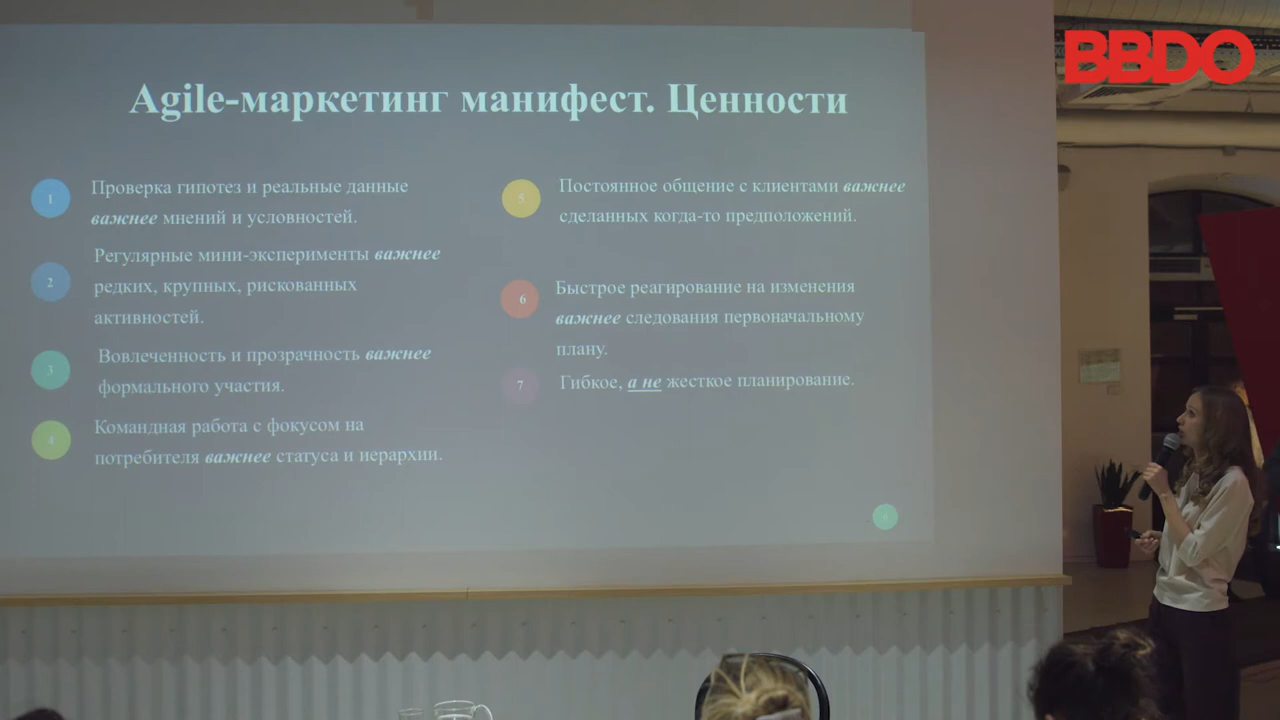 BBDO
Agile-маркетинг манифест. Ценности
1
Проверка гипотез и реальные данные
важнее мнений и условностей.
2
Регулярные мини-эксперименты важнее
редких, крупных, рискованных
активностей.
3
Вовлеченность и прозрачность важнее
формального участия.
4
Командная работа с фокусом на
потребителя важнее статуса и иерархии.
5
Постоянное общение с клиентами важнее
сделанных когда-то предположений.
6
Быстрое реагирование на изменения
важнее следования первоначальному
плану.
7
Гибкое, а не жесткое планирование.